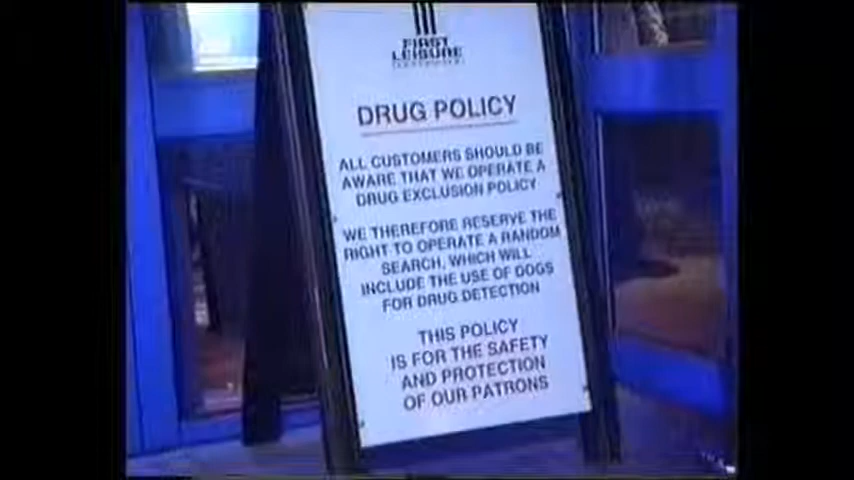 FIRST
LEISURE
DRUG POLICY
ALL CUSTOMERS SHOULD BE
AWARE THAT WE OPERATE A
DRUG EXCLUSION POLICY
WE THEREFORE RESERVE THE
RIGHT TO OPERATE A RANDOM
SEARCH, WHICH WILL
INCLUDE THE USE OF DOGS
FOR DRUG DETECTION
THIS POLICY
IS FOR THE SAFETY
AND PROTECTION
OF OUR PATRONS